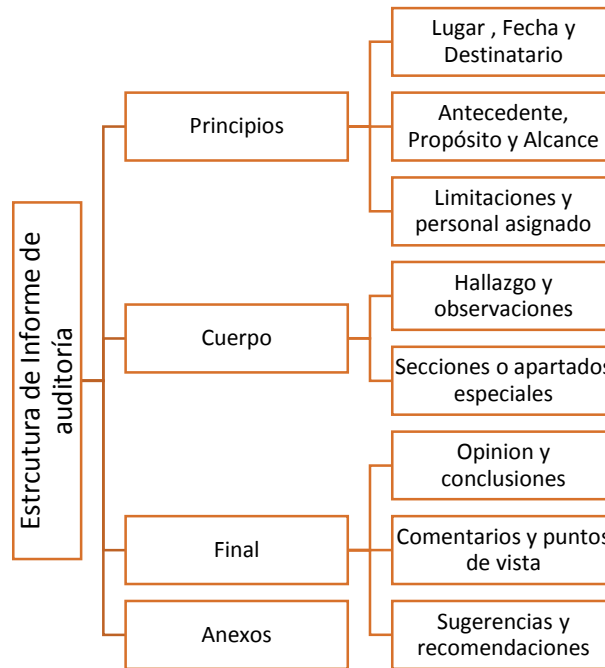 Estrcutura de Informe de
auditoría
Principios
Lugar , Fecha y
Destinatario
Antecedente,
Propósito y Alcance
Limitaciones y
personal asignado
Cuerpo
Hallazgo y
observaciones
Secciones o apartados
especiales
Final
Opinion y
conclusiones
Comentarios y puntos
de vista
Sugerencias y
recomendaciones
Anexos